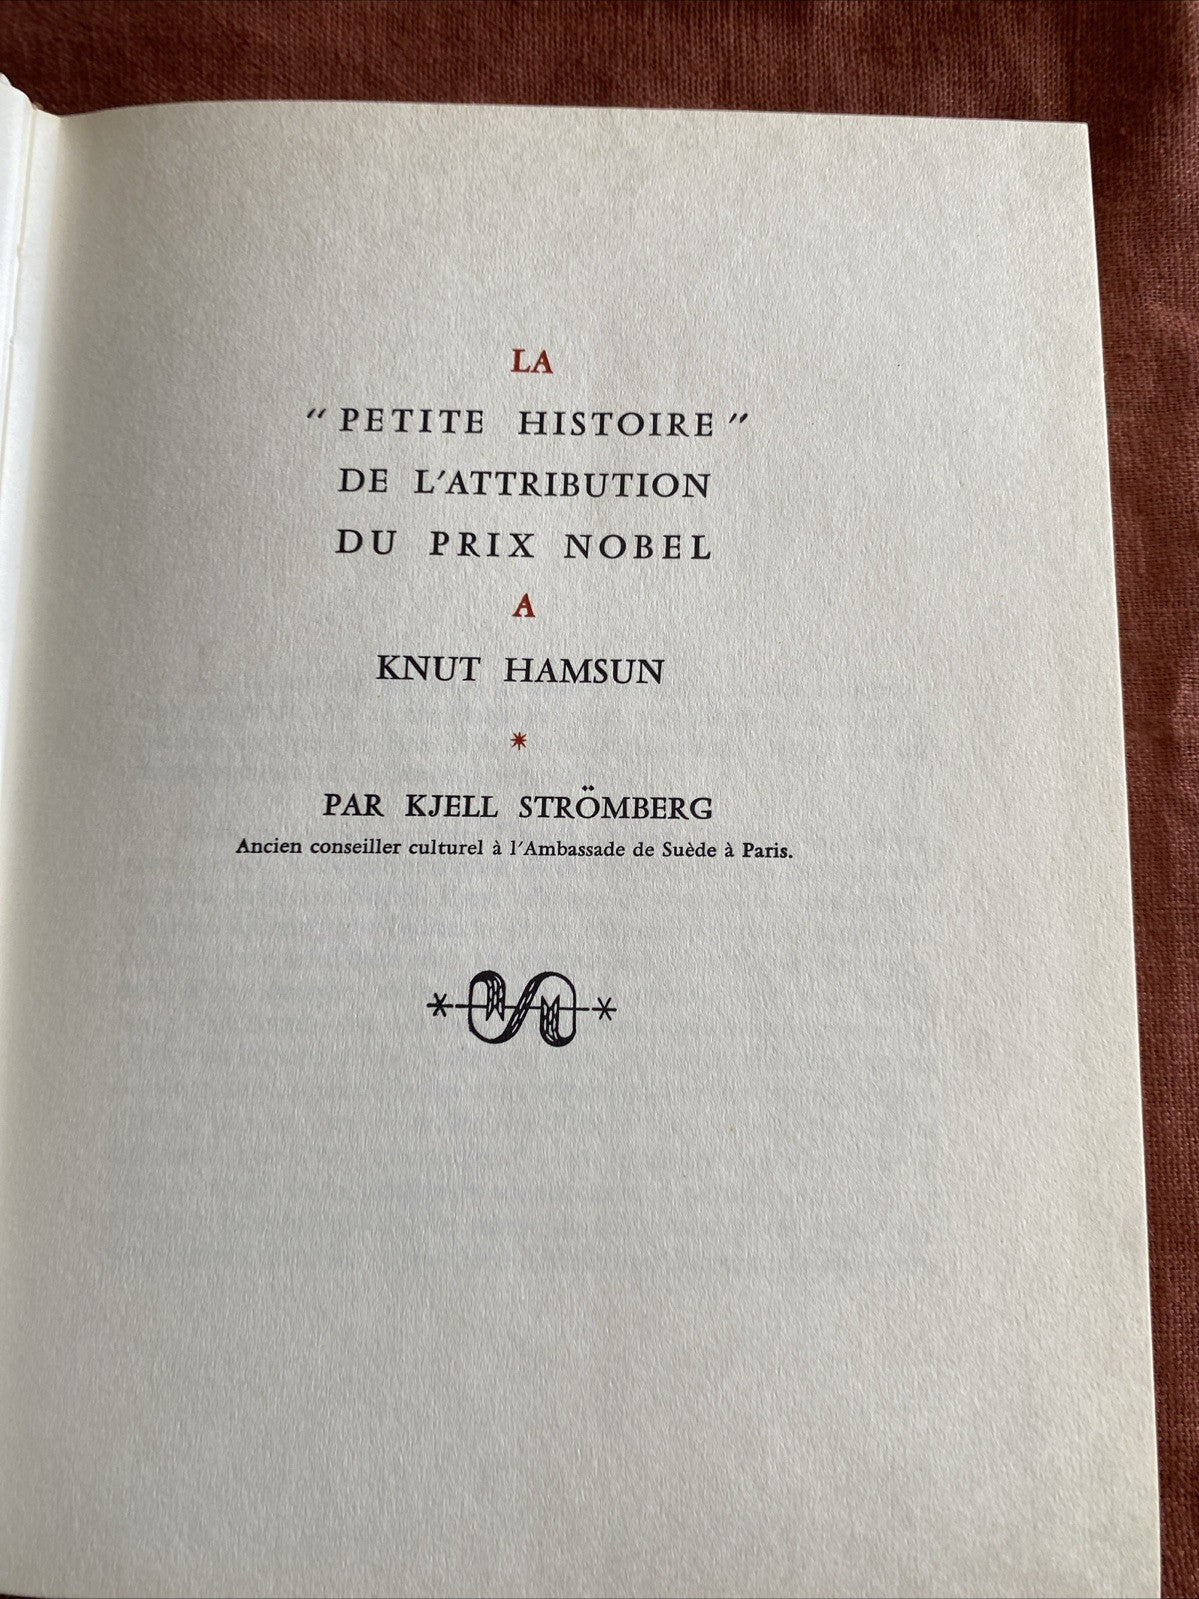 LA
" PETITE HISTOIRE "
DE L'ATTRIBUTION
DU PRIX NOBEL
A
KNUT HAMSUN
*
PAR KJELL STRÖMBERG
Ancien conseiller culturel à l'Ambassade de Suède à Paris.